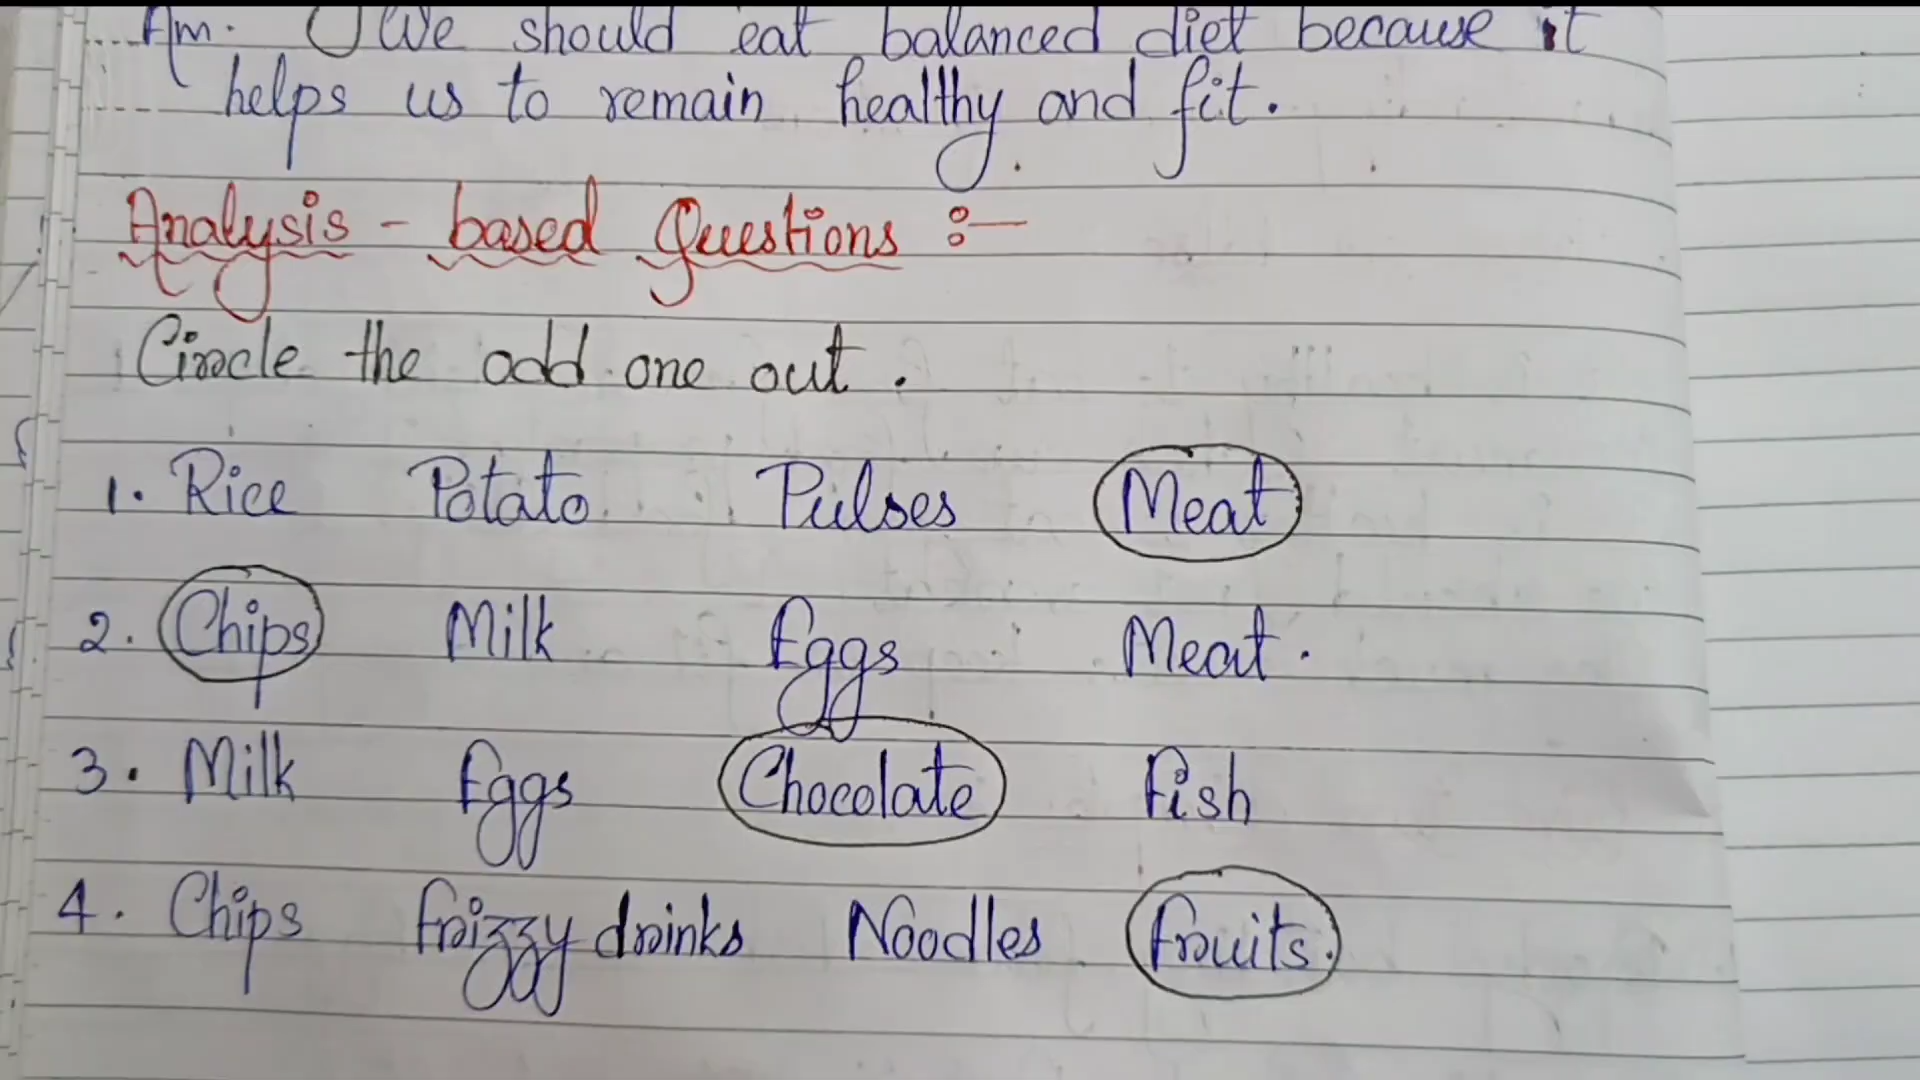 Ans. We should eat balanced diet because it
helps us to remain healthy and fit.
Analysis - based Questions :-
Circle the odd one out.
1. Rice Potato Pulses Meat
2. Chips Milk Eggs Meat.
3. Milk Eggs Chocolate Fish
4. Chips Frizzy drinks Noodles Fruits.